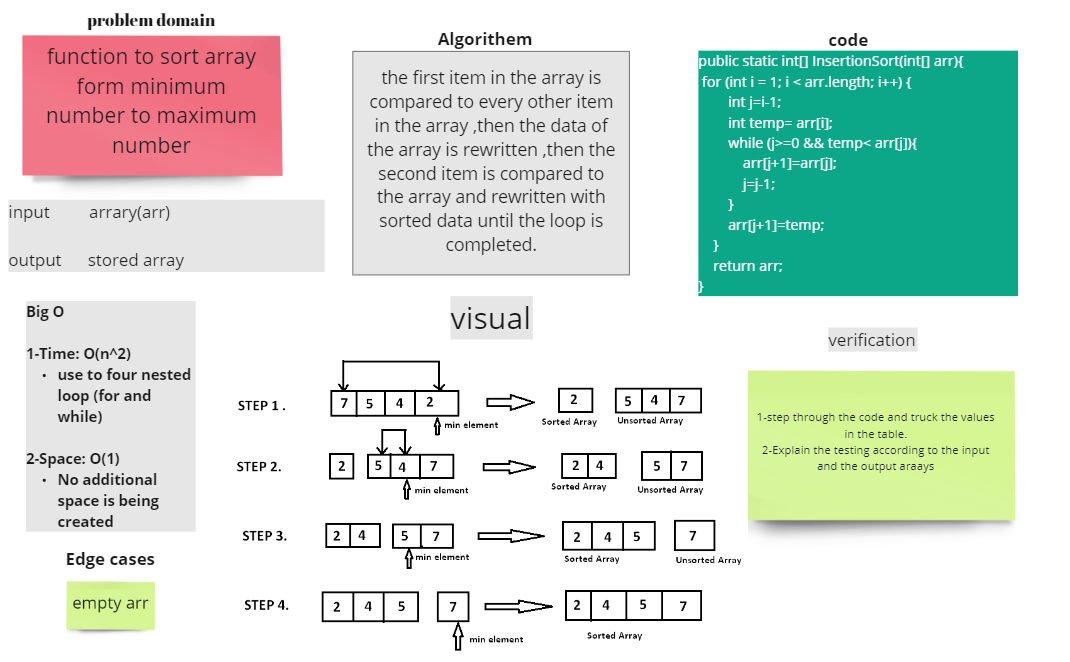 problem domain
function to sort array
form minimum
number to maximum
number
input arrary(arr)
output stored array
Algorithem
the first item in the array is
compared to every other item
in the array ,then the data of
the array is rewritten ,then the
second item is compared to
the array and rewritten with
sorted data until the loop is
completed.
code
public static int[] InsertionSort(int[] arr){
for (int i = 1; i < arr.length; i++) {
int j=i-1;
int temp= arr[i];
while (j>=0 && temp< arr[j]){
arr[j+1]=arr[j];
j=j-1;
}
arr[j+1]=temp;
}
return arr;
}
Big O
1-Time: O(n^2)
• use to four nested
loop (for and
while)
2-Space: O(1)
• No additional
space is being
created
Edge cases
empty arr
visual
STEP 1 . 7 5 4 2 2 5 4 7
min element Sorted Array Unsorted Array
STEP 2. 2 5 4 7 2 4 5 7
min element Sorted Array Unsorted Array
STEP 3. 2 4 5 7 2 4 5 7
min element Sorted Array Unsorted Array
STEP 4. 2 4 5 7 2 4 5 7
min element Sorted Array
verification
1-step through the code and truck the values
in the table.
2-Explain the testing according to the input
and the output araays